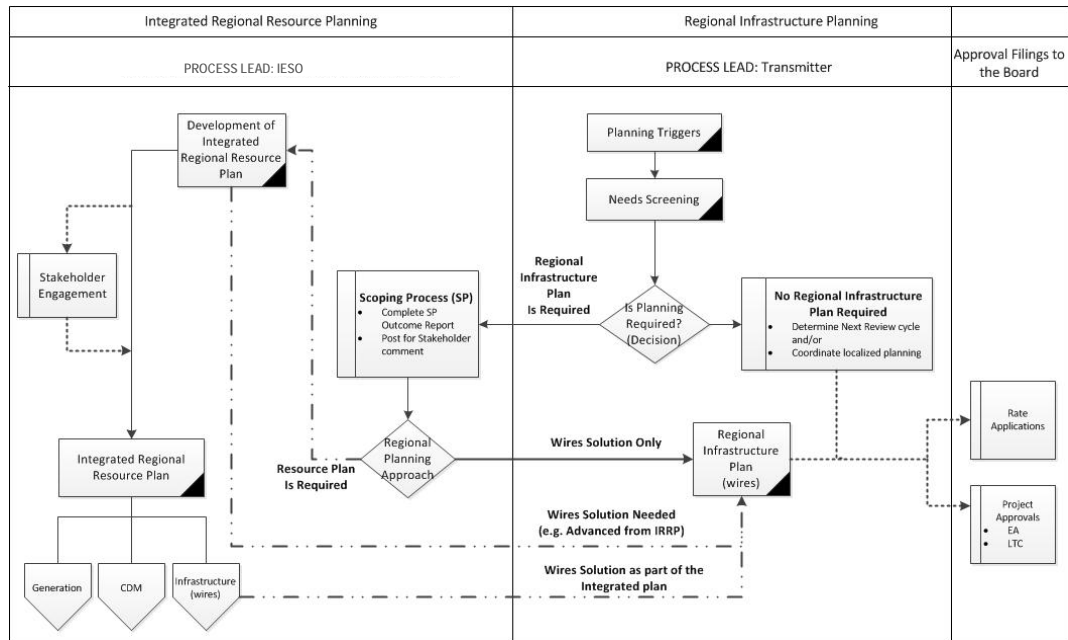 Integrated Regional Resource Planning
Regional Infrastructure Planning
PROCESS LEAD: IESO
PROCESS LEAD: Transmitter
Approval Filings to
the Board
Development of
Integrated
Regional Resource
Plan
Planning Triggers
Needs Screening
Stakeholder
Engagement
Scoping Process (SP)
• Complete SP
Outcome Report
• Post for Stakeholder
comment
Regional
Infrastructure
Plan
Is Required
Is Planning
Required?
(Decision)
No Regional Infrastructure
Plan Required
• Determine Next Review cycle
and/or
• Coordinate localized planning
Rate
Applications
Integrated Regional
Resource Plan
Resource Plan
Is Required
Regional
Planning
Approach
Wires Solution Only
Regional
Infrastructure
Plan
(wires)
Project
Approvals
• EA
• LTC
Wires Solution Needed
(e.g. Advanced from IRRP)
Generation
CDM
Infrastructure
(wires)
Wires Solution as part of the
Integrated plan